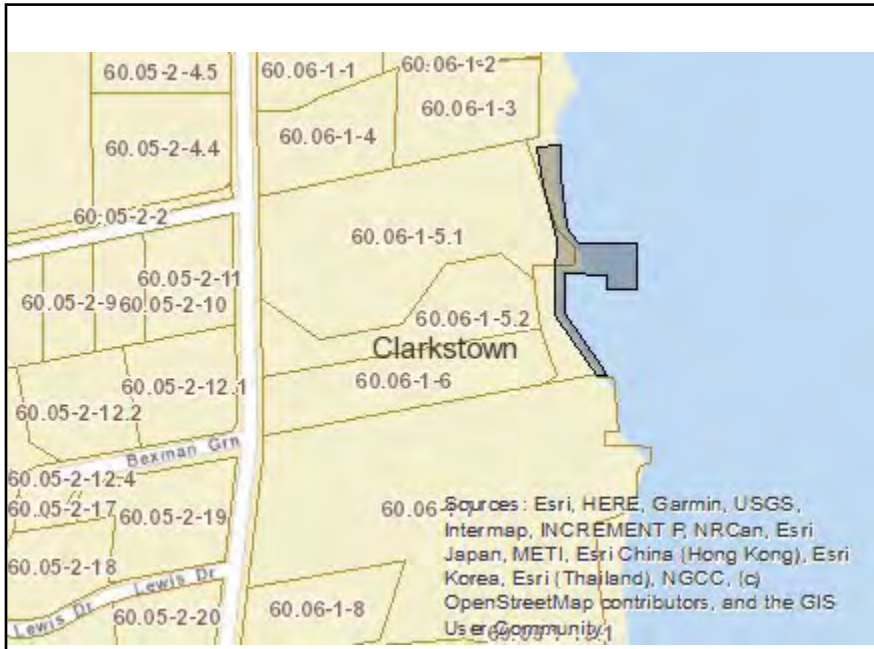 60.05-2-4.5
60.06-1-1
60.06-1-2
60.06-1-3
60.06-1-4
60.05-2-4.4
60.05-2-2
60.06-1-5.1
60.05-2-11
60.05-2-9
60.05-2-10
60.06-1-5.2
Clarkstown
60.05-2-12.1
60.06-1-6
60.05-2-12.2
Bexman Grn
60.05-2-12.4
60.05-2-17
60.05-2-19
60.06
Sources: Esri, HERE, Garmin, USGS,
Intermap, INCREMENT P, NRCan, Esri
Japan, METI, Esri China (Hong Kong), Esri
Korea, Esri (Thailand), NGCC, (c)
OpenStreetMap contributors, and the GIS
User Community
60.05-2-18
Lewis Dr
Lewis Dr
60.05-2-20
60.06-1-8